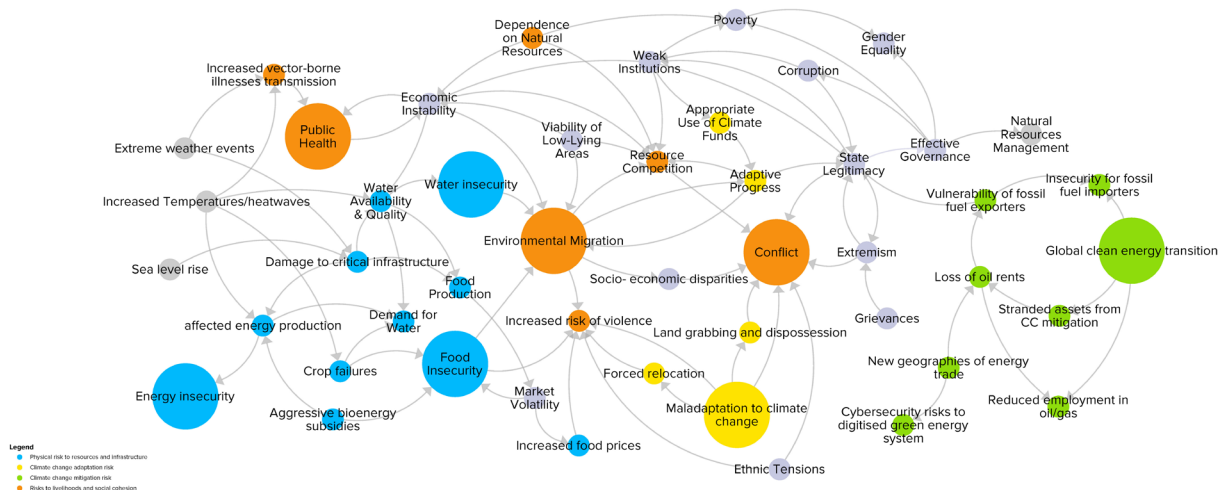 Dependence
on Natural
Resources
Poverty
Gender
Equality
Weak
Institutions
Corruption
Increased vector-borne
illnesses transmission
Economic
Instability
Public
Health
Appropriate
Use of Climate
Funds
Viability of
Low-Lying
Areas
Natural
Resources
Management
Extreme weather events
Resource
Competition
State
Legitimacy
Effective
Governance
Adaptive
Progress
Water insecurity
Water
Availability
& Quality
Increased Temperatures/heatwaves
Vulnerability of fossil
fuel exporters
Insecurity for fossil
fuel importers
Environmental Migration
Conflict
Extremism
Global clean energy transition
Sea level rise
Damage to critical infrastructure
Food
Production
Socio- economic disparities
Loss of oil rents
affected energy production
Demand for
Water
Increased risk of violence
Land grabbing and dispossession
Grievances
Stranded assets from
CC mitigation
Crop failures
Food
Insecurity
Forced relocation
New geographies of energy
trade
Energy insecurity
Aggressive bioenergy
subsidies
Market
Volatility
Maladaptation to climate
change
Cybersecurity risks to
digitised green energy
system
Reduced employment in
oil/gas
Increased food prices
Ethnic Tensions
Legend
Physical risk to resources and infrastructure
Climate change adaptation risk
Climate change mitigation risk
Risks to livelihoods and social cohesion